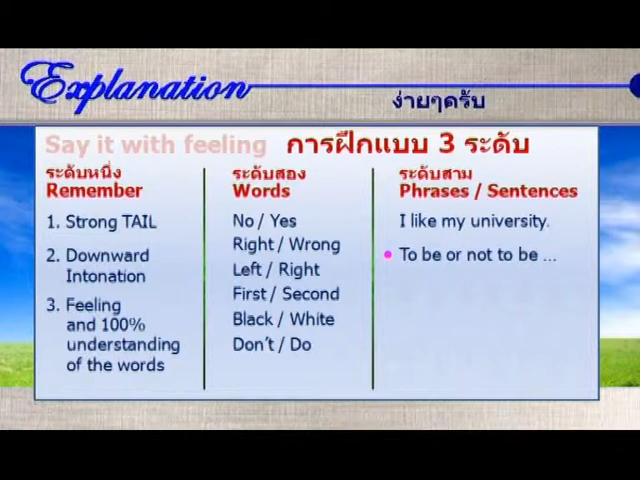 Explanation
ง่ายๆครับ
Say it with feeling การฝึกแบบ 3 ระดับ
ระดับหนึ่ง
Remember
1. Strong TAIL
2. Downward
Intonation
3. Feeling
and 100%
understanding
of the words
ระดับสอง
Words
No / Yes
Right / Wrong
Left / Right
First / Second
Black / White
Don't / Do
ระดับสาม
Phrases / Sentences
I like my university.
• To be or not to be ...